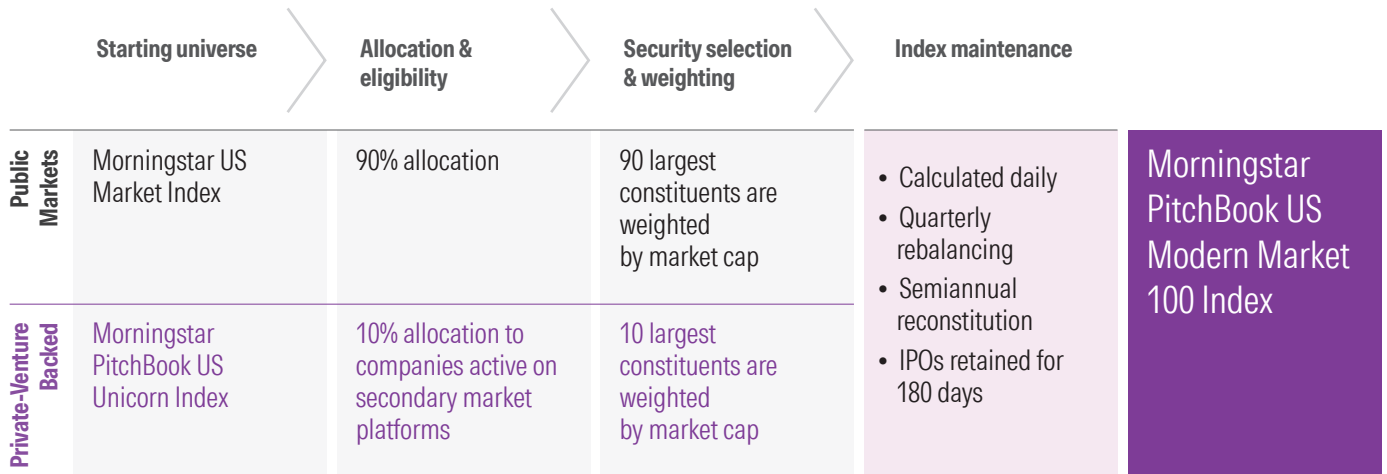 Starting universe
Allocation &
eligibility
Security selection
& weighting
Index maintenance
Public
Markets
Morningstar US
Market Index
90% allocation
90 largest
constituents are
weighted
by market cap
Private-Venture
Backed
Morningstar
PitchBook US
Unicorn Index
10% allocation to
companies active on
secondary market
platforms
10 largest
constituents are
weighted
by market cap
• Calculated daily
• Quarterly
rebalancing
• Semiannual
reconstitution
• IPOs retained for
180 days
Morningstar
PitchBook US
Modern Market
100 Index